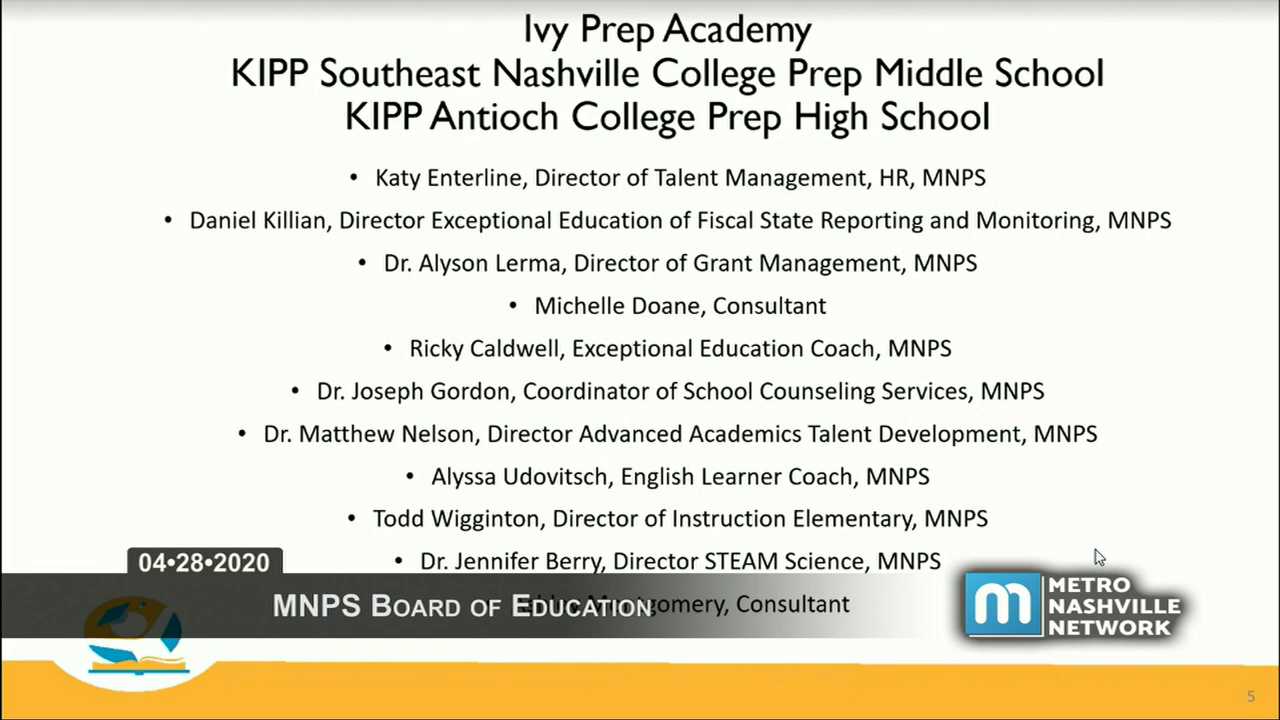 Ivy Prep Academy
KIPP Southeast Nashville College Prep Middle School
KIPP Antioch College Prep High School
• Katy Enterline, Director of Talent Management, HR, MNPS
• Daniel Killian, Director Exceptional Education of Fiscal State Reporting and Monitoring, MNPS
• Dr. Alyson Lerma, Director of Grant Management, MNPS
• Michelle Doane, Consultant
• Ricky Caldwell, Exceptional Education Coach, MNPS
• Dr. Joseph Gordon, Coordinator of School Counseling Services, MNPS
• Dr. Matthew Nelson, Director Advanced Academics Talent Development, MNPS
• Alyssa Udovitsch, English Learner Coach, MNPS
• Todd Wigginton, Director of Instruction Elementary, MNPS
• Dr. Jennifer Berry, Director STEAM Science, MNPS
Montgomery, Consultant
04•28•2020
MNPS BOARD OF EDUCATION
m METRO
NASHVILLE
NETWORK
5